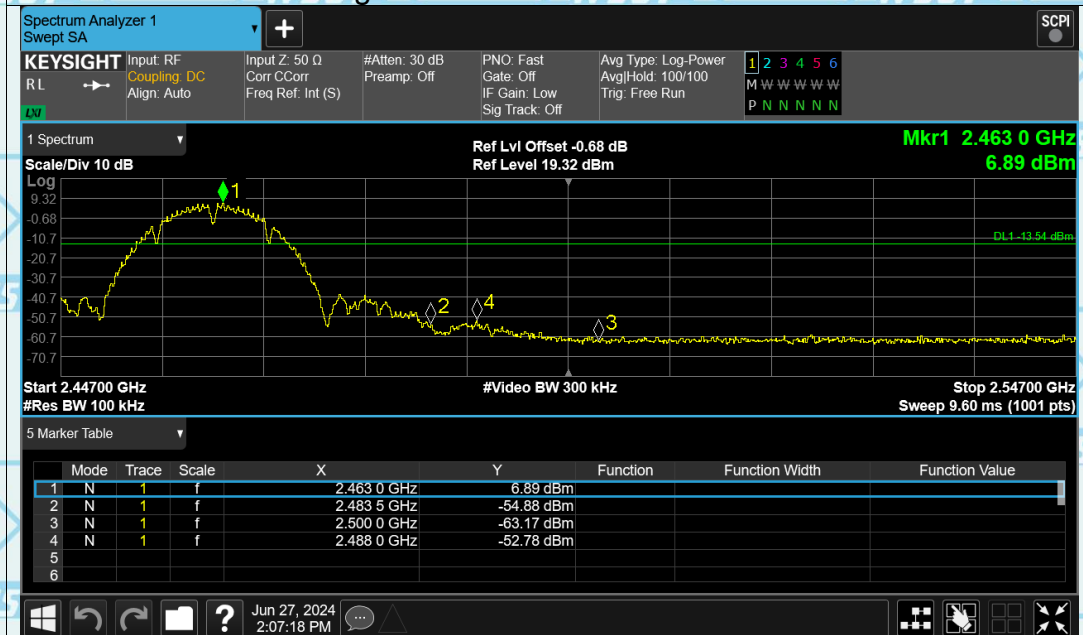 Spectrum Analyzer 1
Swept SA
+
SCPI
KEYSIGHT
RL
LXI
Input: RF
Coupling: DC
Align: Auto
Input Z: 50 Ω
Corr CCorr
Freq Ref: Int (S)
#Atten: 30 dB
Preamp: Off
PNO: Fast
Gate: Off
IF Gain: Low
Sig Track: Off
Avg Type: Log-Power
Avg|Hold: 100/100
Trig: Free Run
1 2 3 4 5 6
M W W W W W
P N N N N N
1 Spectrum
Scale/Div 10 dB
Ref Lvl Offset -0.68 dB
Ref Level 19.32 dBm
Mkr1 2.463 0 GHz
6.89 dBm
Log
9.32
-0.68
-10.7
-20.7
-30.7
-40.7
-50.7
-60.7
-70.7
1
2
4
3
DL1 -13.54 dBm
Start 2.44700 GHz
#Video BW 300 kHz
Stop 2.54700 GHz
#Res BW 100 kHz
Sweep 9.60 ms (1001 pts)
5 Marker Table
Mode Trace Scale X Y Function Function Width Function Value
1 N 1 f 2.463 0 GHz 6.89 dBm
2 N 1 f 2.483 5 GHz -54.88 dBm
3 N 1 f 2.500 0 GHz -63.17 dBm
4 N 1 f 2.488 0 GHz -52.78 dBm
5
6
?
Jun 27, 2024
2:07:18 PM